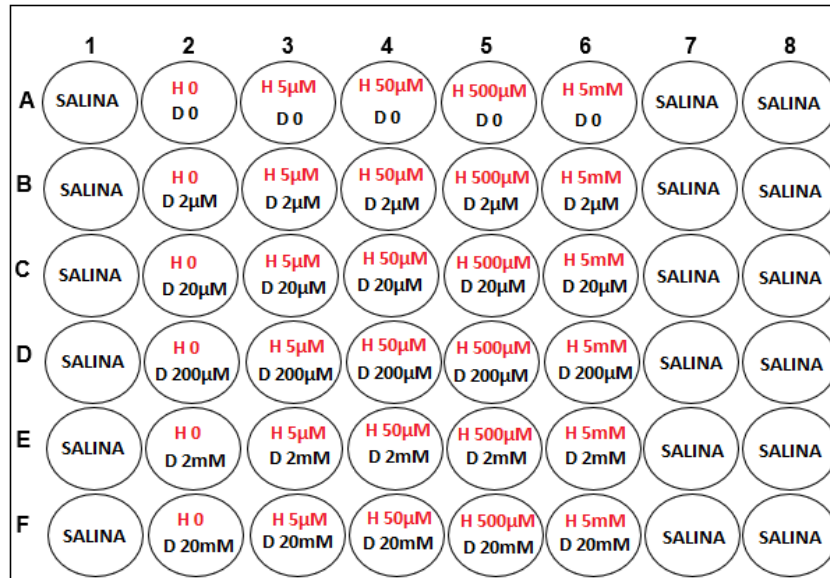 1 2 3 4 5 6 7 8
A SALINA H 0 H 5µM H 50µM H 500µM H 5mM SALINA SALINA
D 0 D 0 D 0 D 0 D 0
B SALINA H 0 H 5µM H 50µM H 500µM H 5mM SALINA SALINA
D 2µM D 2µM D 2µM D 2µM D 2µM
C SALINA H 0 H 5µM H 50µM H 500µM H 5mM SALINA SALINA
D 20µM D 20µM D 20µM D 20µM D 20µM
D SALINA H 0 H 5µM H 50µM H 500µM H 5mM SALINA SALINA
D 200µM D 200µM D 200µM D 200µM D 200µM
E SALINA H 0 H 5µM H 50µM H 500µM H 5mM SALINA SALINA
D 2mM D 2mM D 2mM D 2mM D 2mM
F SALINA H 0 H 5µM H 50µM H 500µM H 5mM SALINA SALINA
D 20mM D 20mM D 20mM D 20mM D 20mM